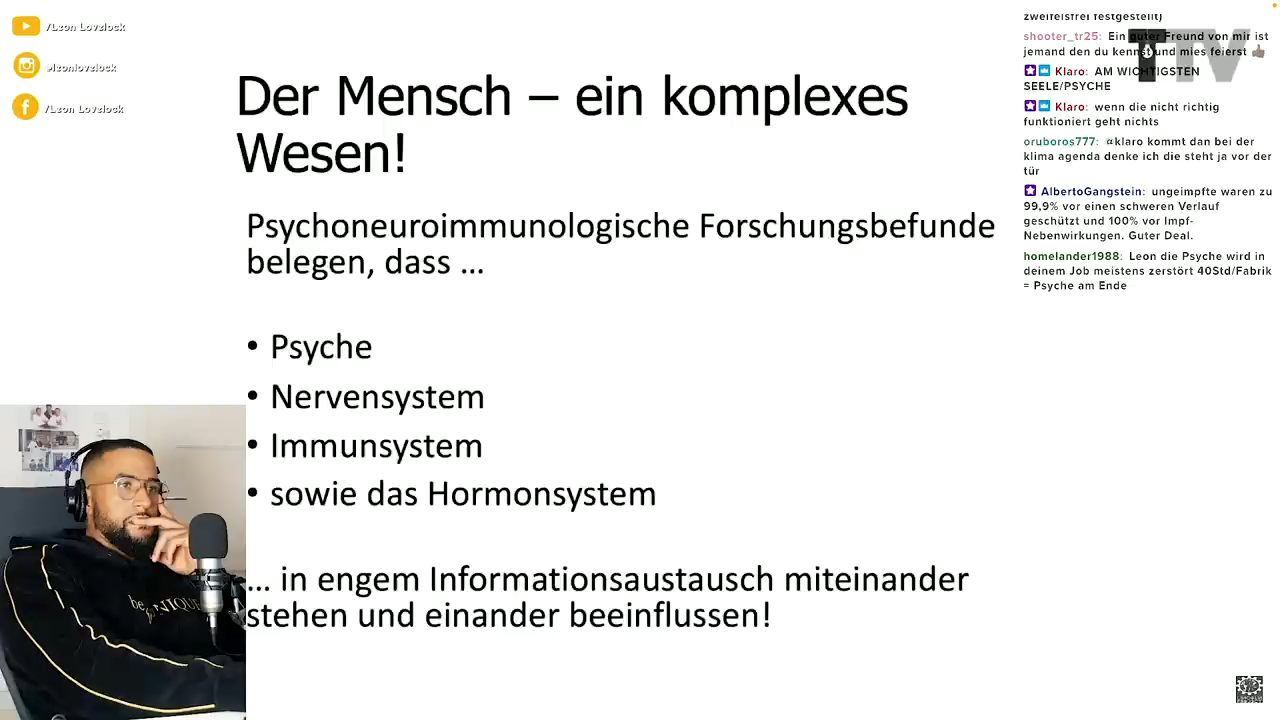 /Leon Lovelock
@leonlovelock
/Leon Lovelock
Der Mensch – ein komplexes
Wesen!
Psychoneuroimmunologische Forschungsbefunde
belegen, dass ...
• Psyche
• Nervensystem
• Immunsystem
• sowie das Hormonsystem
... in engem Informationsaustausch miteinander
stehen und einander beeinflussen!
zweifelsfrei festgestellt)
shooter_tr25: Ein guter Freund von mir ist
jemand den du kennst und mies feierst
Klaro: AM WICHTIGSTEN
SEELE/PSYCHE
Klaro: wenn die nicht richtig
funktioniert geht nichts
oruboros777: @klaro kommt dan bei der
klima agenda denke ich die steht ja vor der
tür
AlbertoGangstein: ungeimpfte waren zu
99,9% vor einen schweren Verlauf
geschützt und 100% vor Impf-
Nebenwirkungen. Guter Deal.
homelander1988: Leon die Psyche wird in
deinem Job meistens zerstört 40Std/Fabrik
= Psyche am Ende
TTV